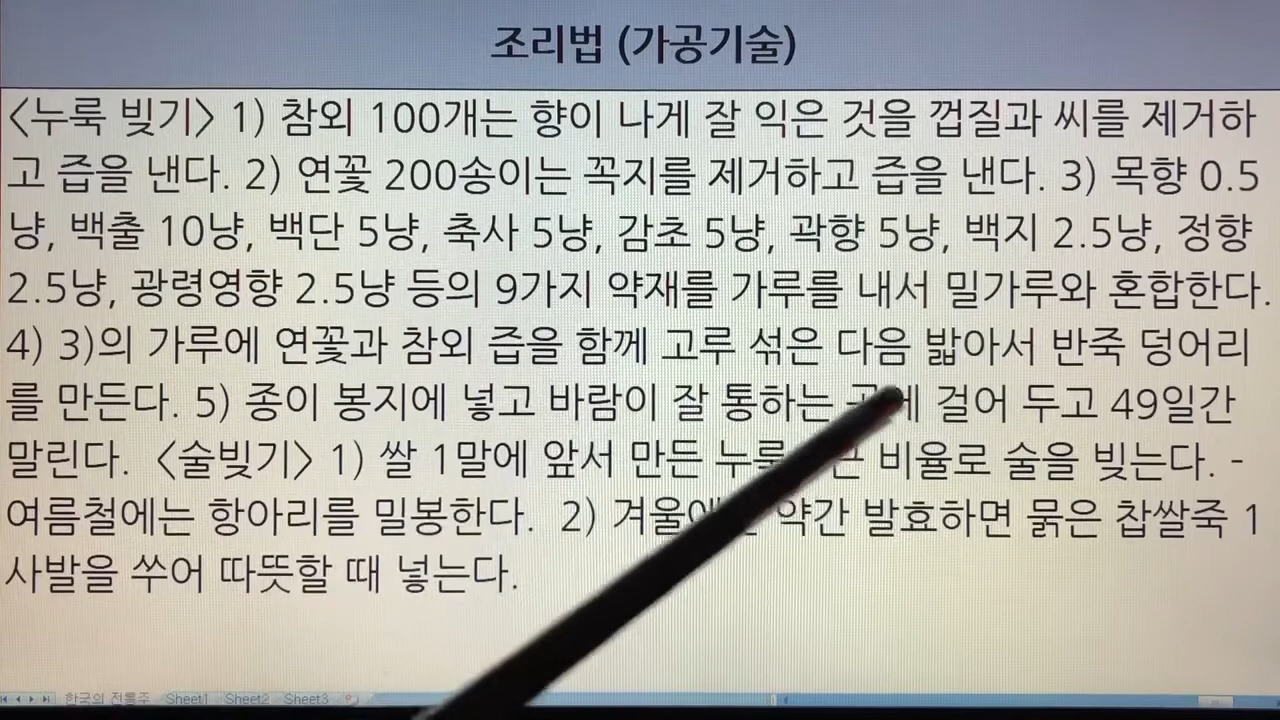 조리법 (가공기술)
〈누룩 빚기〉 1) 참외 100개는 향이 나게 잘 익은 것을 껍질과 씨를 제거하
고 즙을 낸다. 2) 연꽃 200송이는 꼭지를 제거하고 즙을 낸다. 3) 목향 0.5
냥, 백출 10냥, 백단 5냥, 축사 5냥, 감초 5냥, 곽향 5냥, 백지 2.5냥, 정향
2.5냥, 광령영향 2.5냥 등의 9가지 약재를 가루를 내서 밀가루와 혼합한다.
4) 3)의 가루에 연꽃과 참외 즙을 함께 고루 섞은 다음 밟아서 반죽 덩어리
를 만든다. 5) 종이 봉지에 넣고 바람이 잘 통하는 곳에 걸어 두고 49일간
말린다. 〈술빚기〉 1) 쌀 1말에 앞서 만든 비율로 술을 빚는다. -
여름철에는 항아리를 밀봉한다. 2) 약간 발효하면 묽은 찹쌀죽 1
사발을 쑤어 따뜻할 때 넣는다.
한국의 전통주 Sheet1 Sheet2 Sheet3